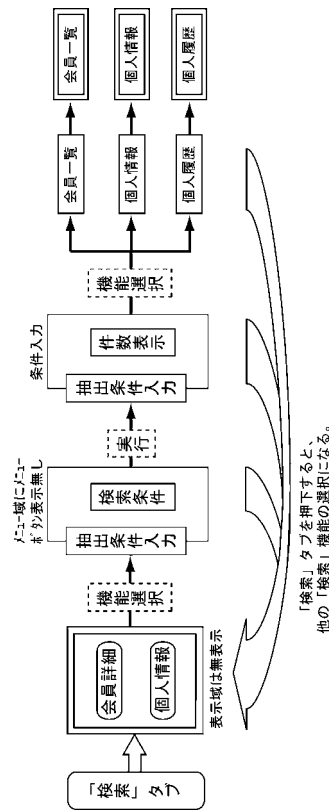 「検索」タブ
会員詳細
個人情報
表示域は無表示
機能選択
メニュー域にメニュー
ボタン表示無し
抽出条件入力
検索条件
実行
条件入力
抽出条件入力
件数表示
機能選択
会員一覧
会員一覧
個人情報
個人情報
個人履歴
個人履歴
「検索」タブを押下すると、
他の「検索」機能の選択になる。